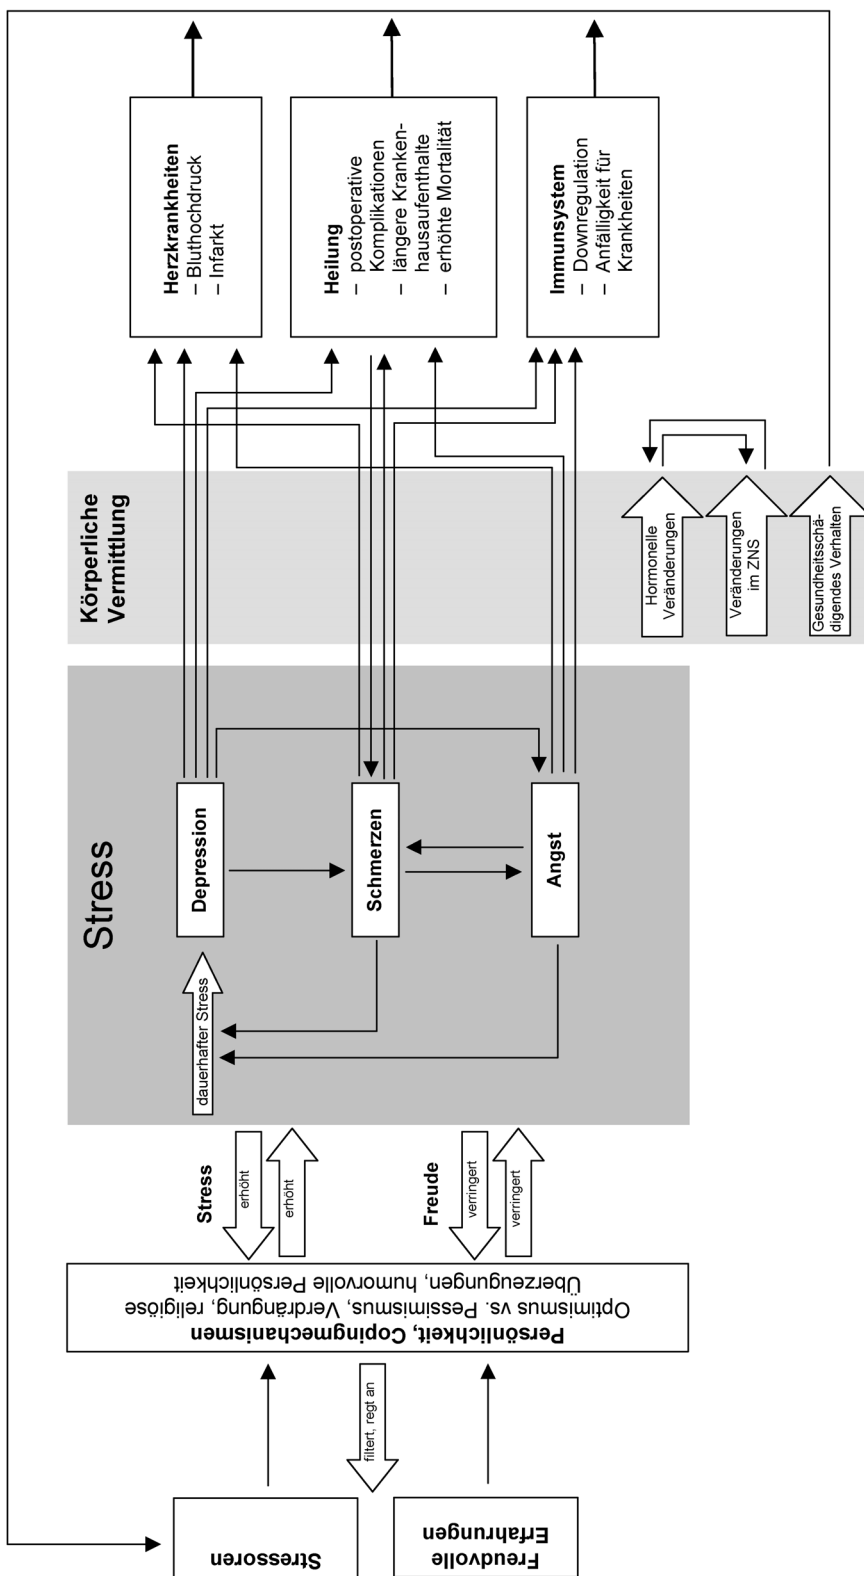 Stressoren
Freudvolle
Erfahrungen
filtert, regt an
Persönlichkeit, Copingmechanismen
Optimismus vs. Pessimismus, Verdrängung, religiöse
Überzeugungen, humorvolle Persönlichkeit
Stress
erhöht
erhöht
Freude
verringert
verringert
Stress
dauerhafter Stress
Depression
Schmerzen
Angst
Körperliche
Vermittlung
Hormonelle
Veränderungen
Veränderungen
im ZNS
Gesundheitsschä-
digendes Verhalten
Herzkrankheiten
– Bluthochdruck
– Infarkt
Heilung
– postoperative
Komplikationen
– längere Kranken-
hausaufenthalte
– erhöhte Mortalität
Immunsystem
– Downregulation
– Anfälligkeit für
Krankheiten